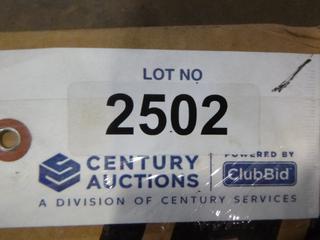 LOT NO
2502
CENTURY AUCTIONS
POWERED BY
ClubBid
A DIVISION OF CENTURY SERVICES